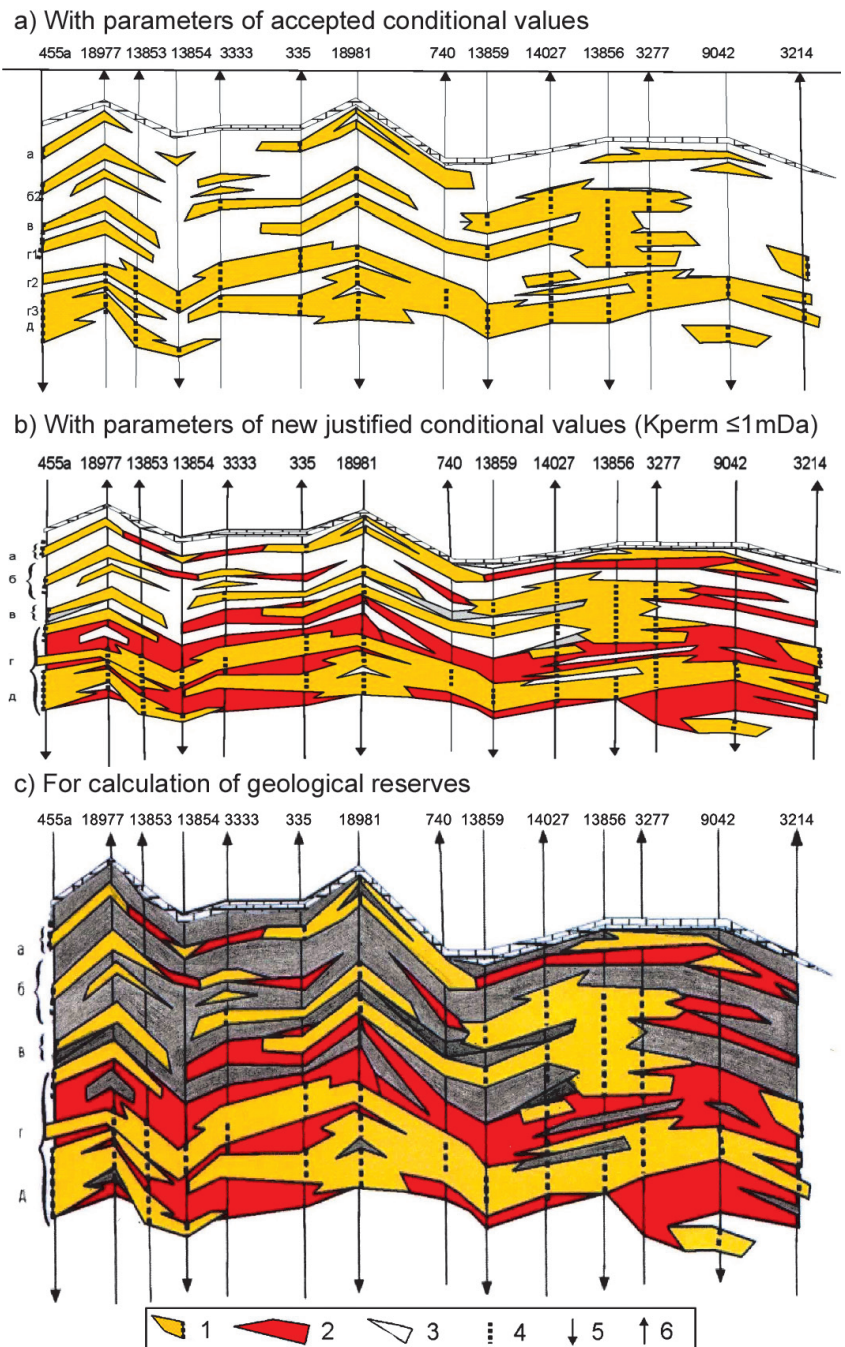 a) With parameters of accepted conditional values
455a 18977 13853 13854 3333 335 18981 740 13859 14027 13856 3277 9042 3214
а
б2
в
г1
г2
г3
д
b) With parameters of new justified conditional values (Kperm ≤1mDa)
455a 18977 13853 13854 3333 335 18981 740 13859 14027 13856 3277 9042 3214
а
б
в
г
д
c) For calculation of geological reserves
455a 18977 13853 13854 3333 335 18981 740 13859 14027 13856 3277 9042 3214
а
б
в
г
д
1 2 3 4 5 6